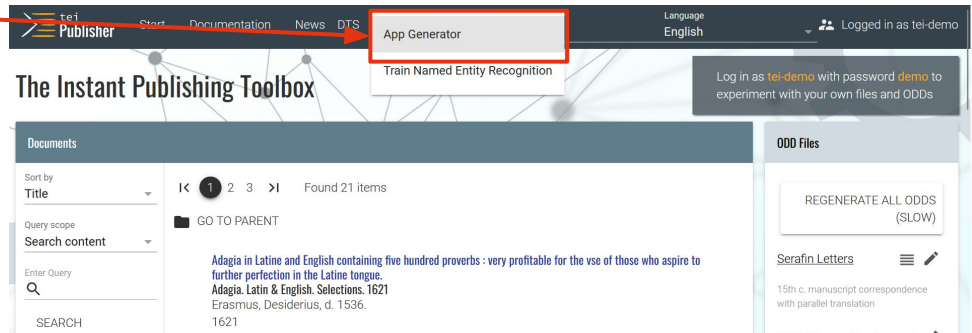 tei
Publisher
Start
Documentation
News
DTS
App Generator
Train Named Entity Recognition
Language
English
Logged in as tei-demo
The Instant Publishing Toolbox
Log in as tei-demo with password demo to
experiment with your own files and ODDs
Documents
Sort by
Title
Query scope
Search content
Enter Query
SEARCH
1 2 3 Found 21 items
GO TO PARENT
Adagia in Latine and English containing five hundred proverbs : very profitable for the vse of those who aspire to
further perfection in the Latine tongue.
Adagia. Latin & English. Selections. 1621
Erasmus, Desiderius, d. 1536.
1621
ODD Files
REGENERATE ALL ODDS
(SLOW)
Serafin Letters
15th c. manuscript correspondence
with parallel translation